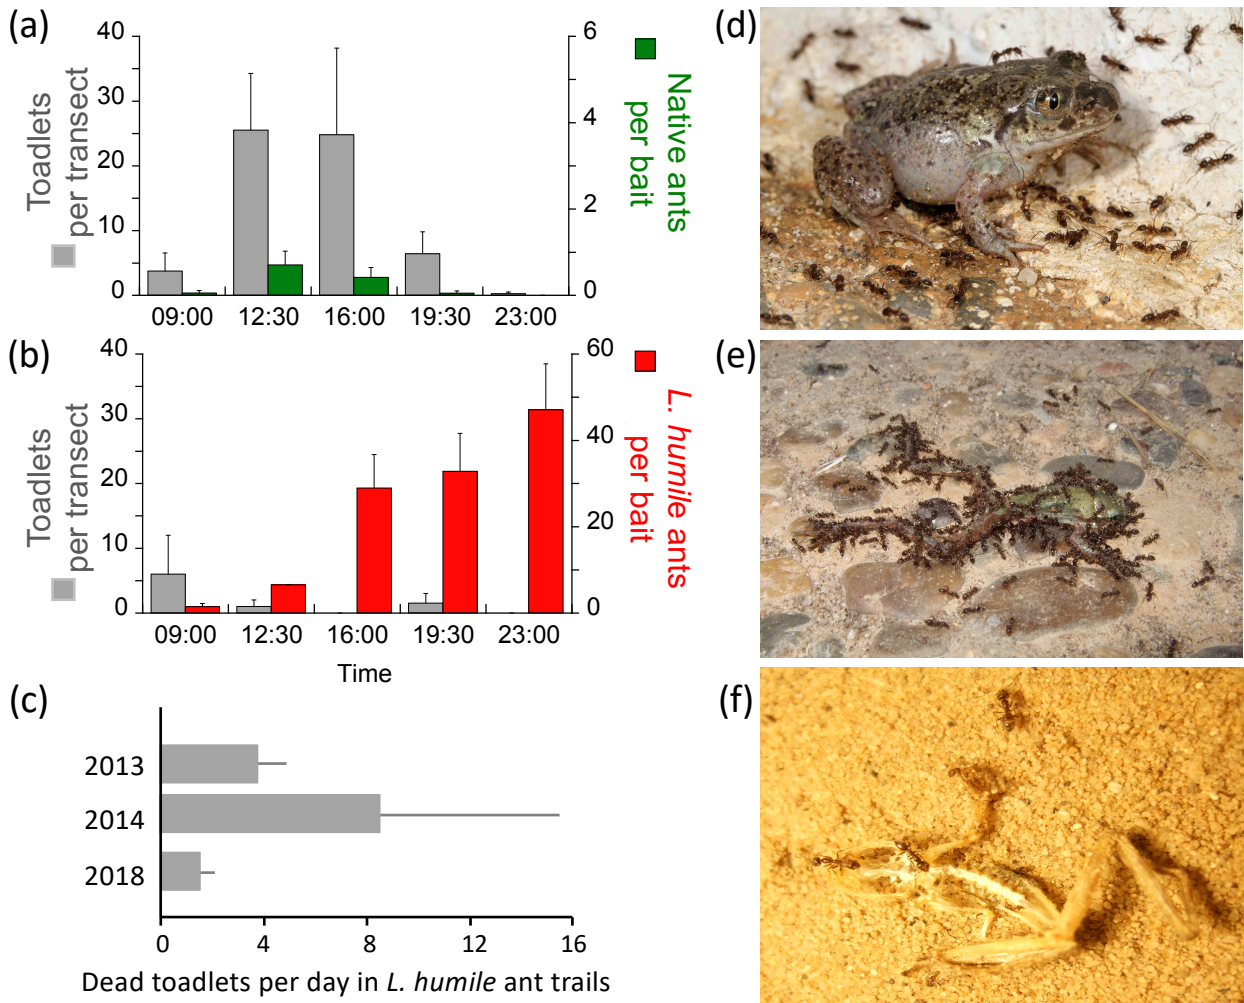 (a)
40
30
20
10
0
Toadlets
per transect
6
4
2
0
Native ants
per bait
09:00 12:30 16:00 19:30 23:00
(b)
40
30
20
10
0
Toadlets
per transect
60
40
20
0
L. humile ants
per bait
09:00 12:30 16:00 19:30 23:00
Time
(c)
2013
2014
2018
0 4 8 12 16
Dead toadlets per day in L. humile ant trails
(d)
(e)
(f)